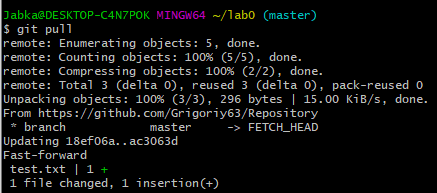 Jabka@DESKTOP-C4N7POK MINGW64 ~/lab0 (master)
$ git pull
remote: Enumerating objects: 5, done.
remote: Counting objects: 100% (5/5), done.
remote: Compressing objects: 100% (2/2), done.
remote: Total 3 (delta 0), reused 3 (delta 0), pack-reused 0
Unpacking objects: 100% (3/3), 296 bytes | 15.00 KiB/s, done.
From https://github.com/Grigoriy63/Repository
 * branch            master     -> FETCH_HEAD
Updating 18ef06a..ac3063d
Fast-forward
 test.txt | 1 +
 1 file changed, 1 insertion(+)